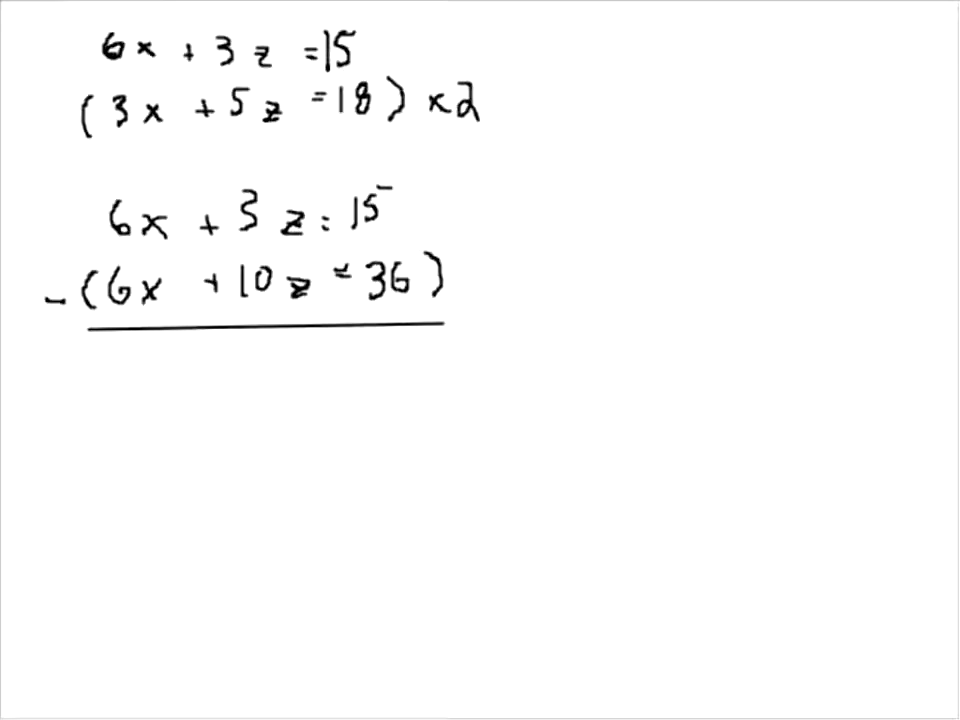 6x + 3z = 15
(3x + 5z = 18) x2
6x + 3z = 15
-(6x + 10z = 36)